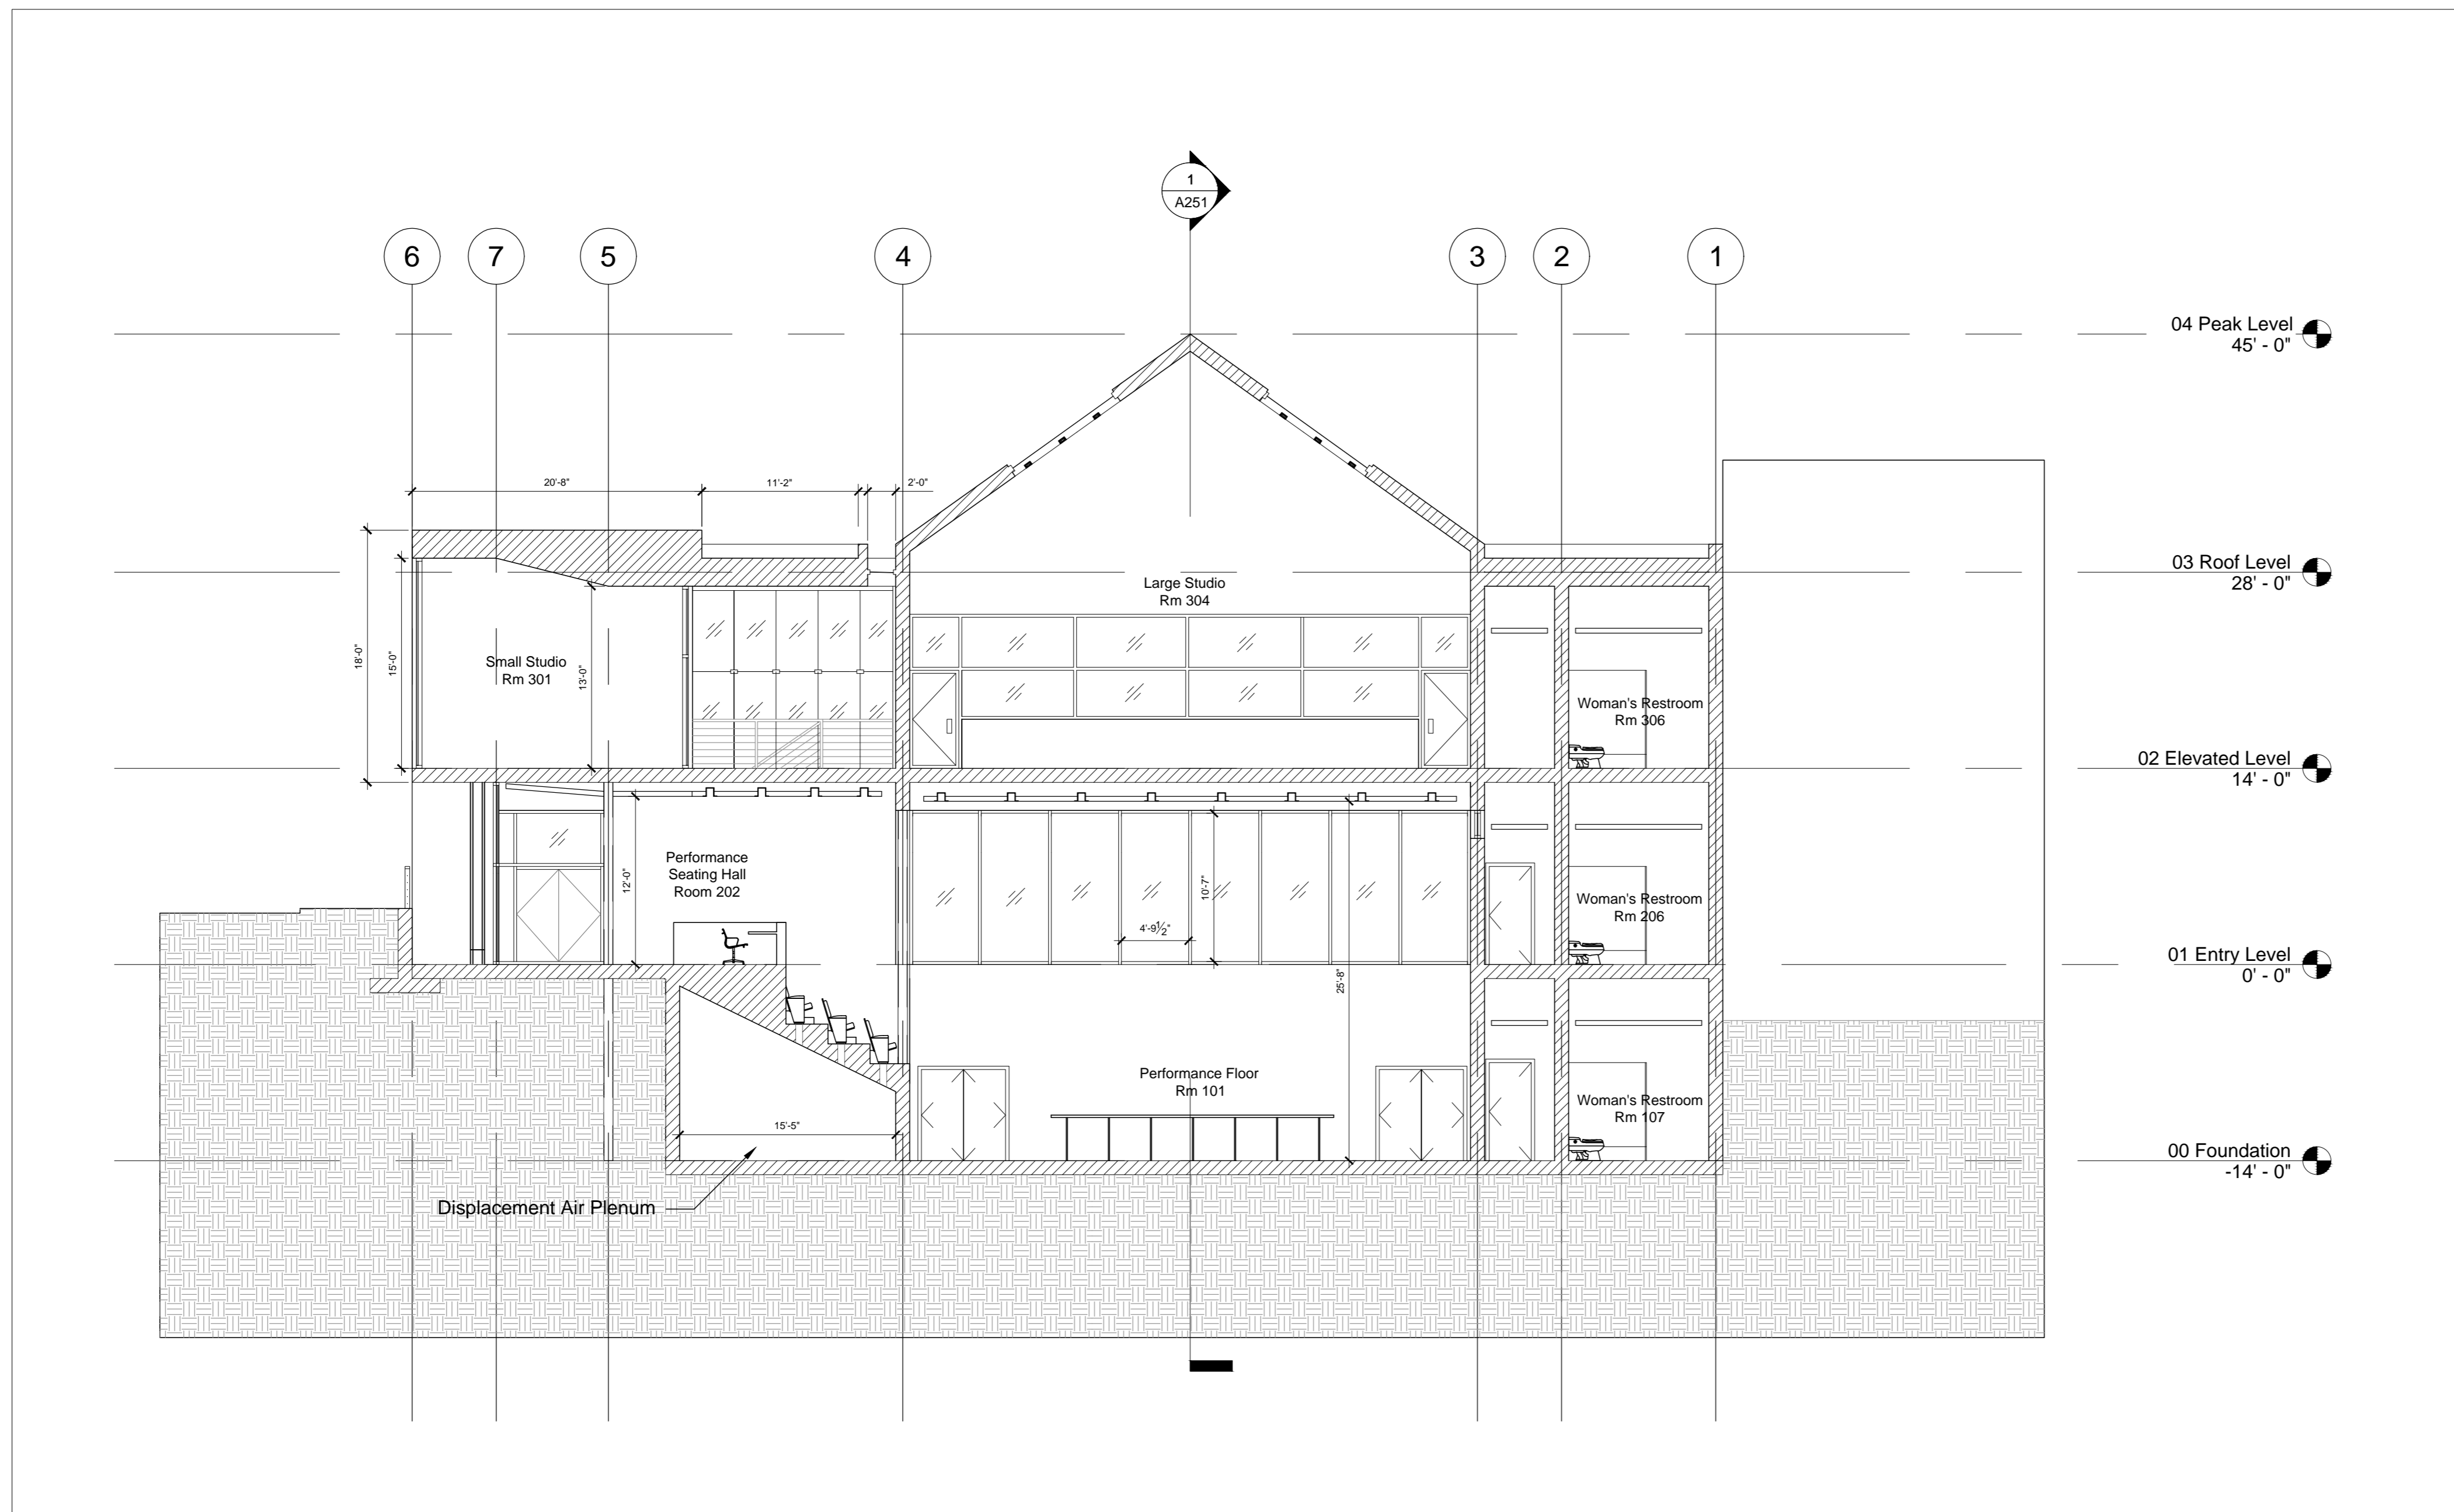 1
A251
6
7
5
4
3
2
1
04 Peak Level
45' - 0"
20'-8"
11'-2"
2'-0"
03 Roof Level
28' - 0"
Large Studio
Rm 304
18'-0"
15'-0"
13'-0"
Small Studio
Rm 301
Woman's Restroom
Rm 306
02 Elevated Level
14' - 0"
Performance
Seating Hall
Room 202
12'-0"
10'-7"
4'-9½"
25'-8"
Woman's Restroom
Rm 206
01 Entry Level
0' - 0"
Performance Floor
Rm 101
Woman's Restroom
Rm 107
15'-5"
00 Foundation
-14' - 0"
Displacement Air Plenum